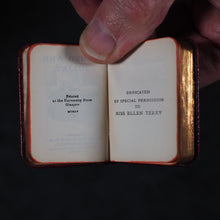 Printed
at the University Press
Glasgow
DEDICATED
BY SPECIAL PERMISSION
TO
MISS ELLEN TERRY